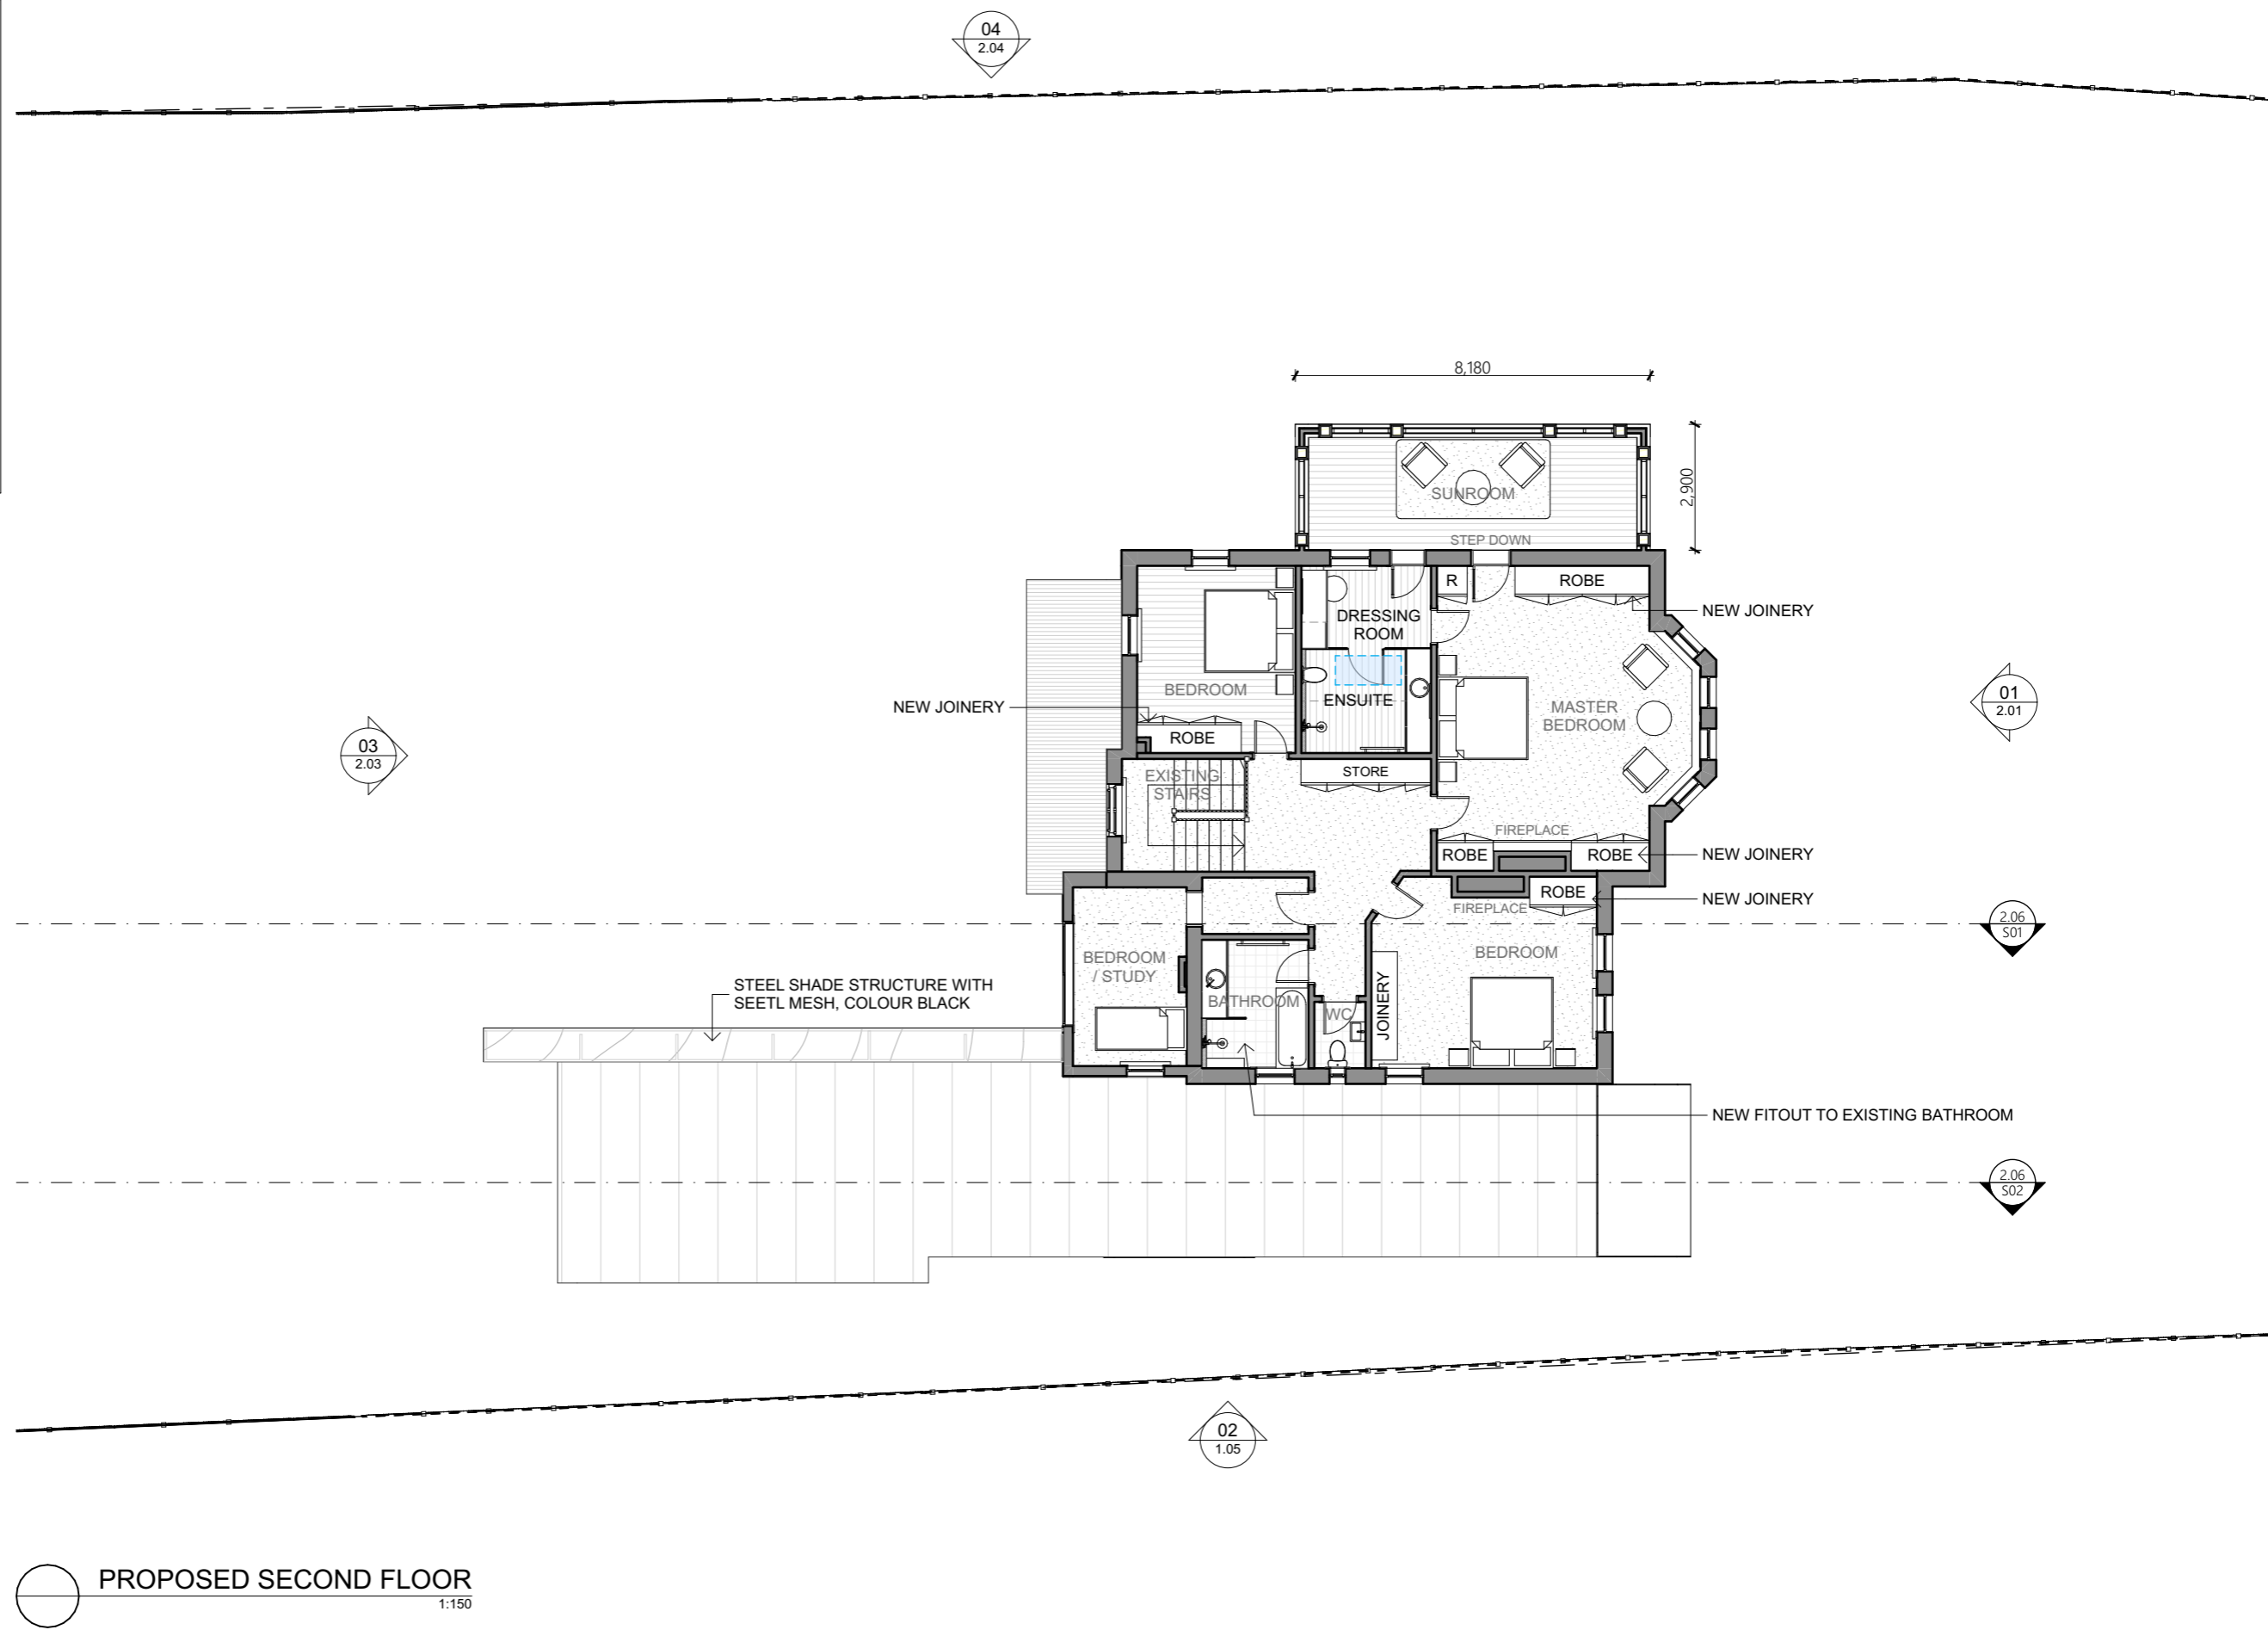 04
2.04
8,180
2,900
SUNROOM
STEP DOWN
R
ROBE
NEW JOINERY
DRESSING
ROOM
BEDROOM
ENSUITE
MASTER
BEDROOM
01
2.01
NEW JOINERY
ROBE
03
2.03
EXISTING
STAIRS
STORE
FIREPLACE
ROBE
ROBE
NEW JOINERY
ROBE
NEW JOINERY
FIREPLACE
2.06
S01
BEDROOM
BEDROOM
/ STUDY
STEEL SHADE STRUCTURE WITH
SEETL MESH, COLOUR BLACK
BATHROOM
WC
JOINERY
NEW FITOUT TO EXISTING BATHROOM
2.06
S02
02
1.05
PROPOSED SECOND FLOOR
1:150